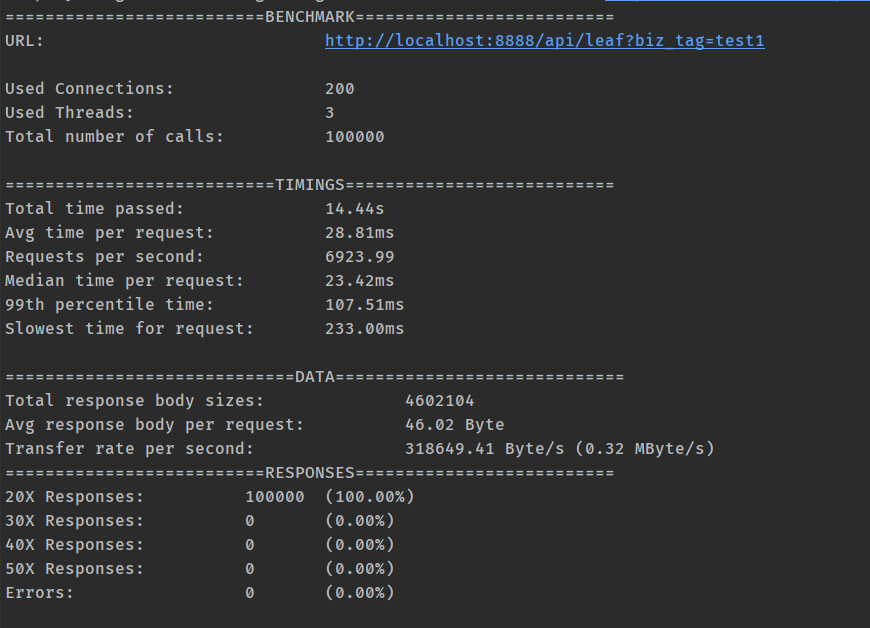 ==========================BENCHMARK==========================
URL: http://localhost:8888/api/leaf?biz_tag=test1
Used Connections: 200
Used Threads: 3
Total number of calls: 100000
===========================TIMINGS===========================
Total time passed: 14.44s
Avg time per request: 28.81ms
Requests per second: 6923.99
Median time per request: 23.42ms
99th percentile time: 107.51ms
Slowest time for request: 233.00ms
=============================DATA=============================
Total response body sizes: 4602104
Avg response body per request: 46.02 Byte
Transfer rate per second: 318649.41 Byte/s (0.32 MByte/s)
==========================RESPONSES==========================
20X Responses: 100000 (100.00%)
30X Responses: 0 (0.00%)
40X Responses: 0 (0.00%)
50X Responses: 0 (0.00%)
Errors: 0 (0.00%)